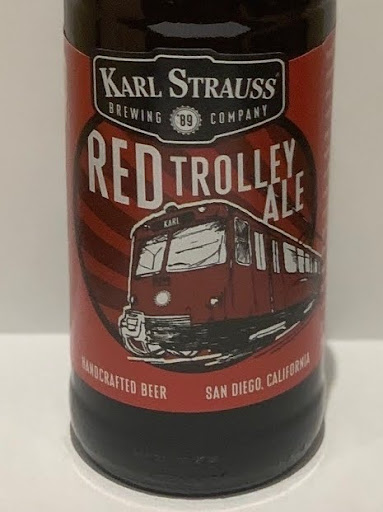 KARL STRAUSS
BREWING '89 COMPANY
RED TROLLEY
ALE
KARL
HANDCRAFTED BEER SAN DIEGO, CALIFORNIA